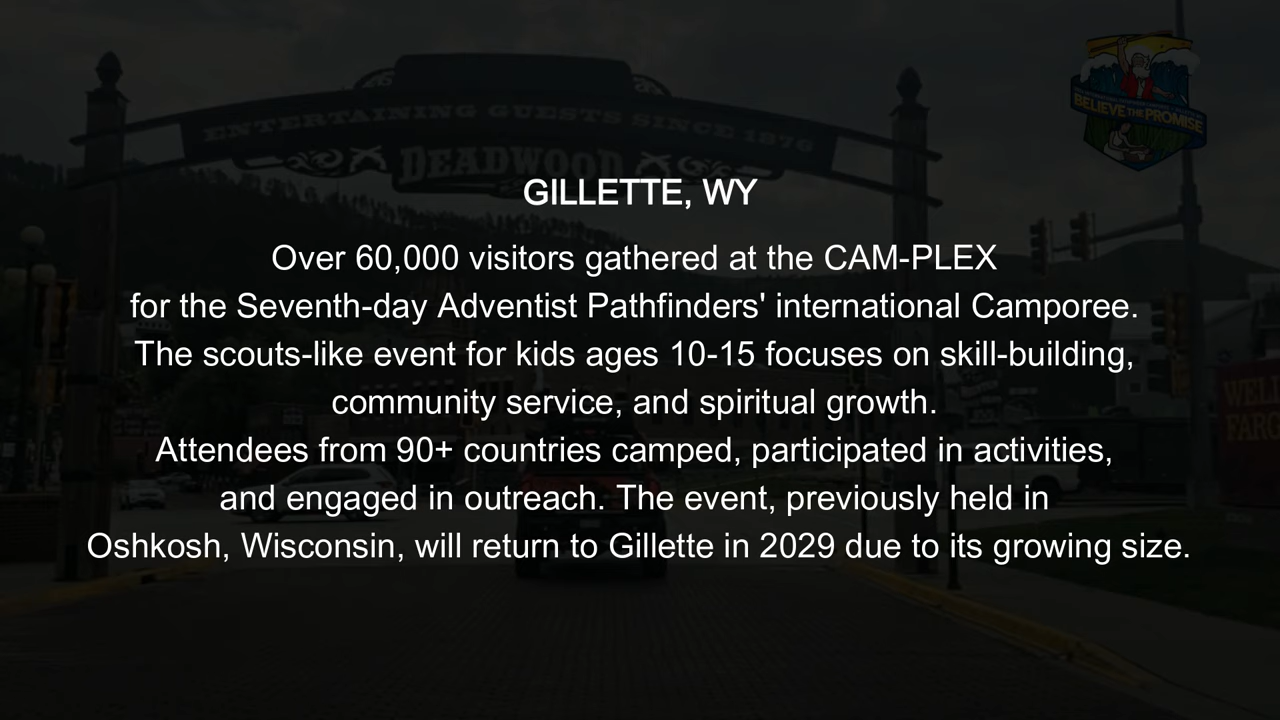 BELIEVE THE PROMISE
ENTERTAINING GUESTS SINCE 1876
DEADWOOD
GILLETTE, WY
Over 60,000 visitors gathered at the CAM-PLEX
for the Seventh-day Adventist Pathfinders' international Camporee.
The scouts-like event for kids ages 10-15 focuses on skill-building,
community service, and spiritual growth.
Attendees from 90+ countries camped, participated in activities,
and engaged in outreach. The event, previously held in
Oshkosh, Wisconsin, will return to Gillette in 2029 due to its growing size.
WELLS
FARGO